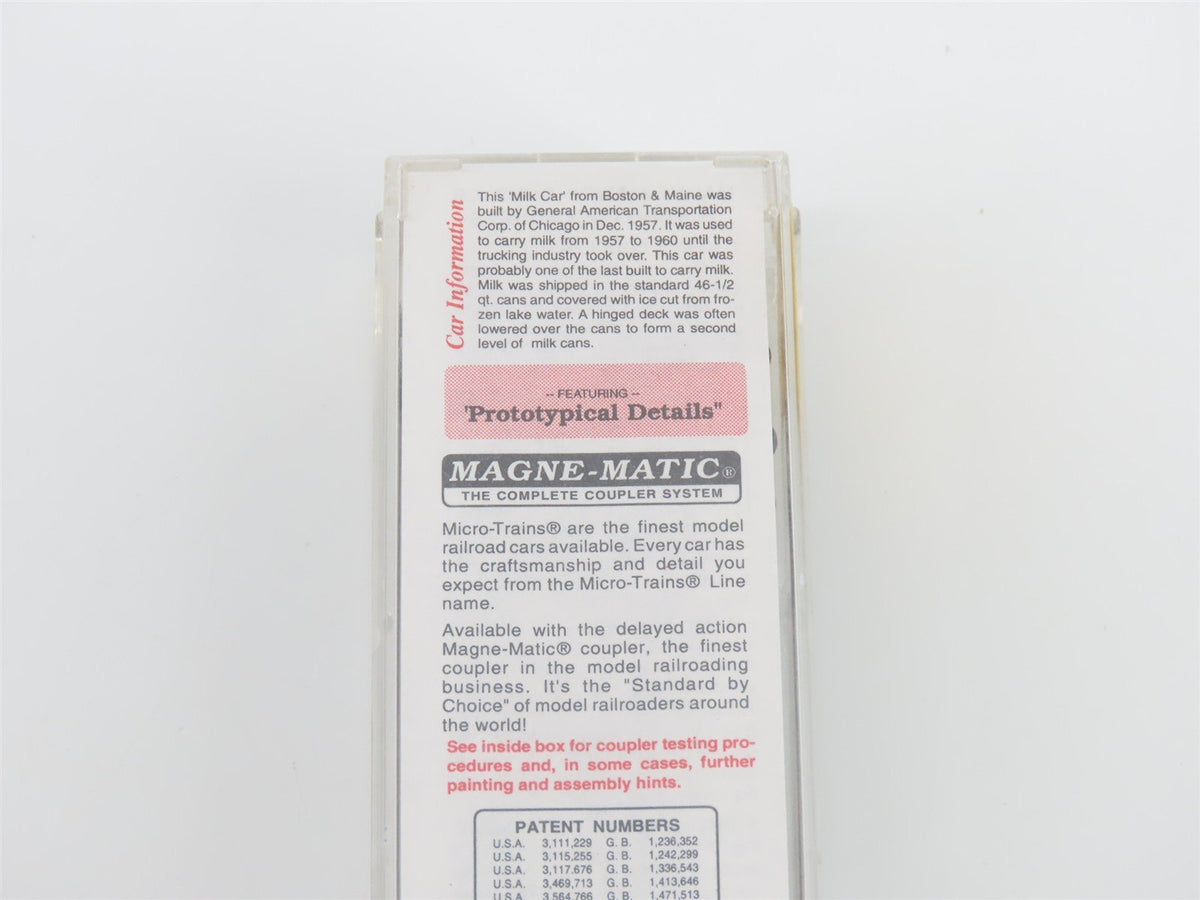 Car Information
This 'Milk Car' from Boston & Maine was
built by General American Transportation
Corp. of Chicago in Dec. 1957. It was used
to carry milk from 1957 to 1960 until the
trucking industry took over. This car was
probably one of the last built to carry milk.
Milk was shipped in the standard 46-1/2
qt. cans and covered with ice cut from fro-
zen lake water. A hinged deck was often
lowered over the cans to form a second
level of milk cans.
-- FEATURING --
"Prototypical Details"
MAGNE-MATIC®
THE COMPLETE COUPLER SYSTEM
Micro-Trains® are the finest model
railroad cars available. Every car has
the craftsmanship and detail you
expect from the Micro-Trains® Line
name.
Available with the delayed action
Magne-Matic® coupler, the finest
coupler in the model railroading
business. It's the "Standard by
Choice" of model railroaders around
the world!
See inside box for coupler testing pro-
cedures and, in some cases, further
painting and assembly hints.
PATENT NUMBERS
U.S.A. 3,111,229 G. B. 1,236,352
U.S.A. 3,115,255 G. B. 1,242,299
U.S.A. 3,117.676 G. B. 1,336,543
U.S.A. 3,469,713 G. B. 1,413,646
U.S.A. 3,564,766 G. B. 1,471,513